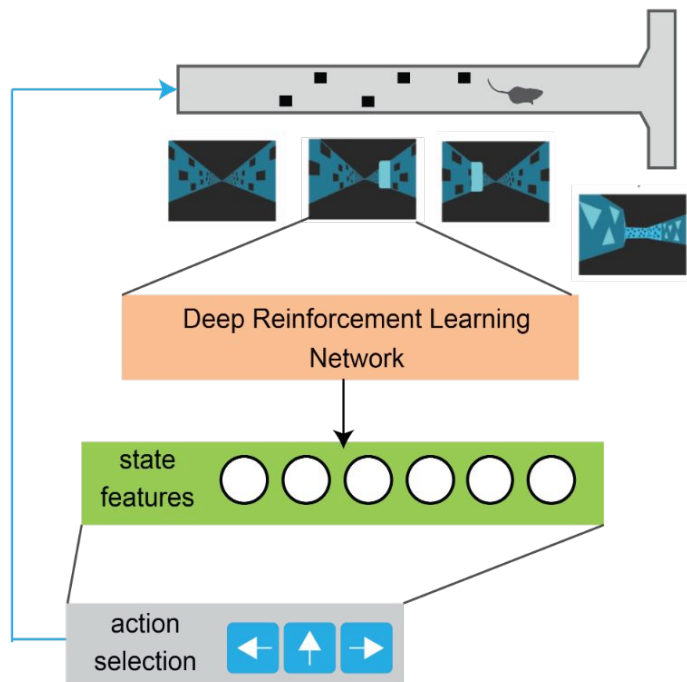 Deep Reinforcement Learning
Network
state
features
action
selection